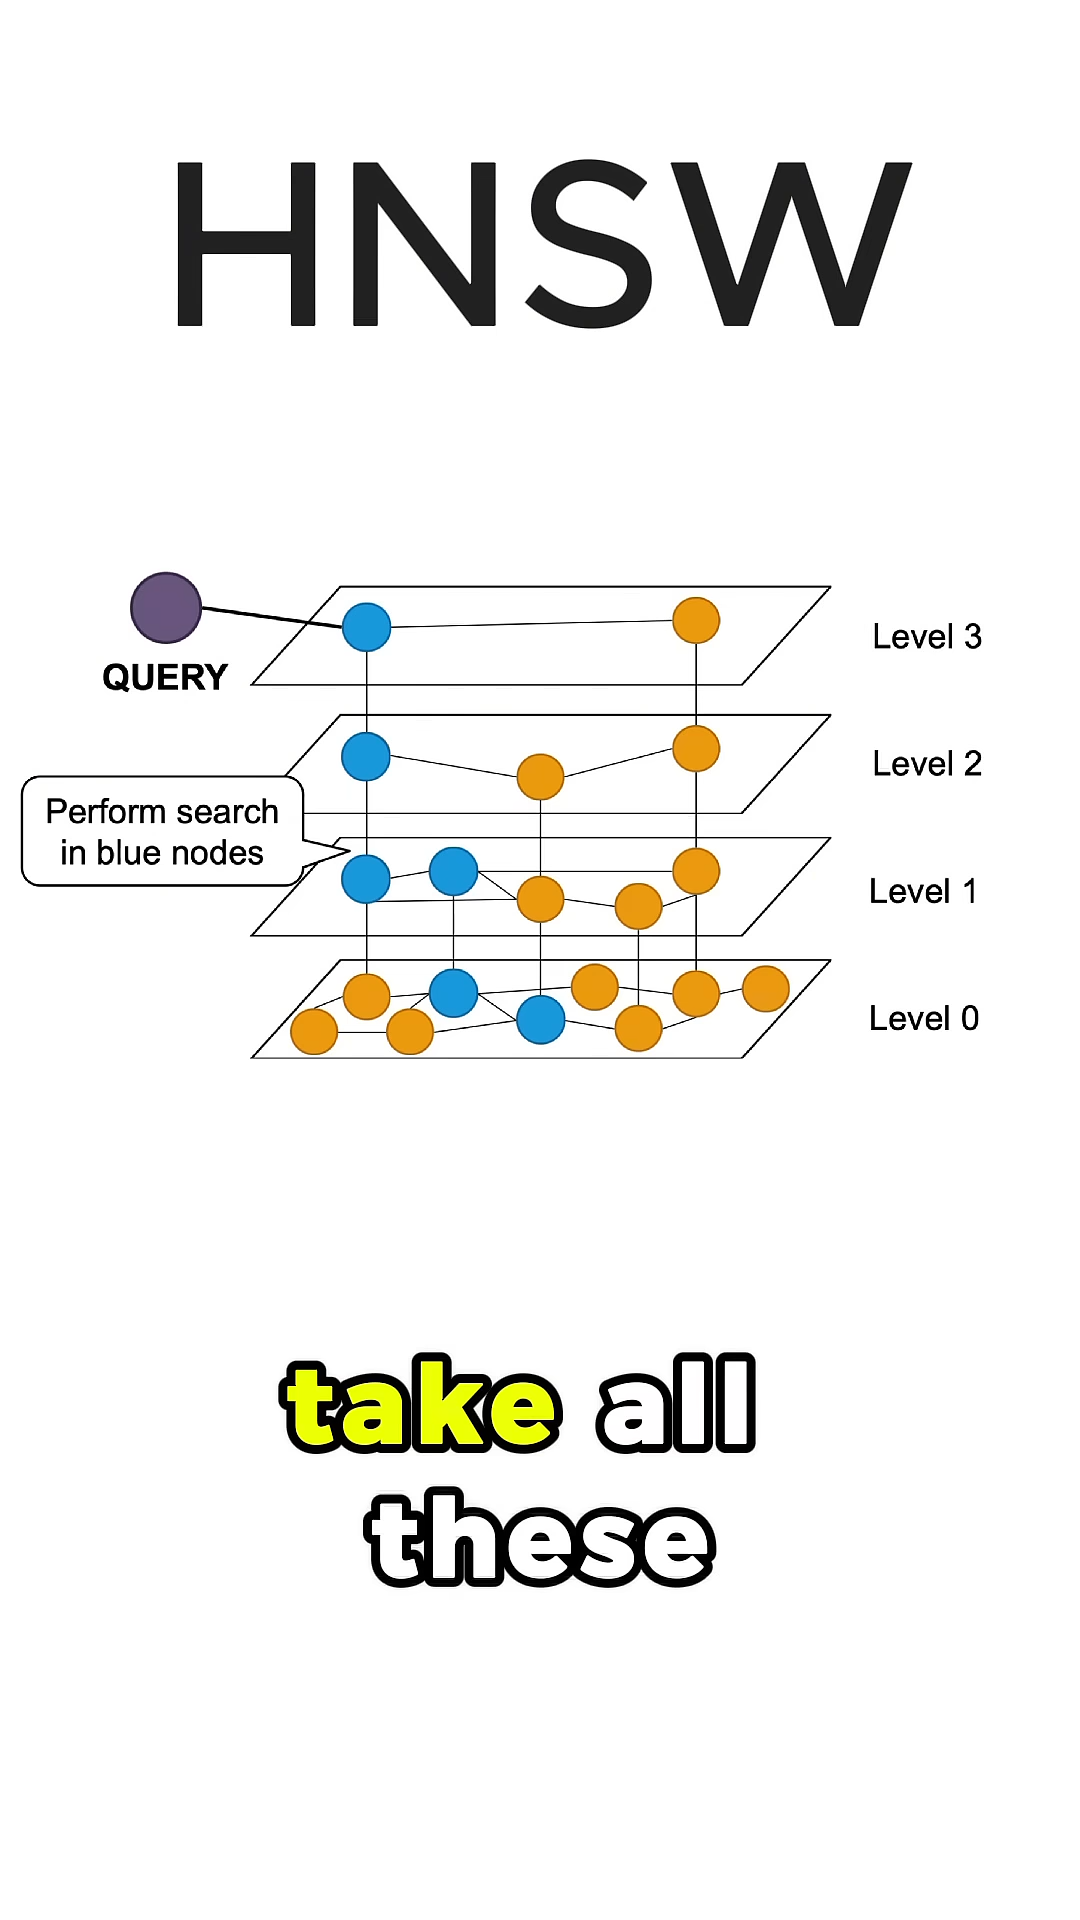 HNSW
QUERY
Level 3
Level 2
Perform search
in blue nodes
Level 1
Level 0
take all
these